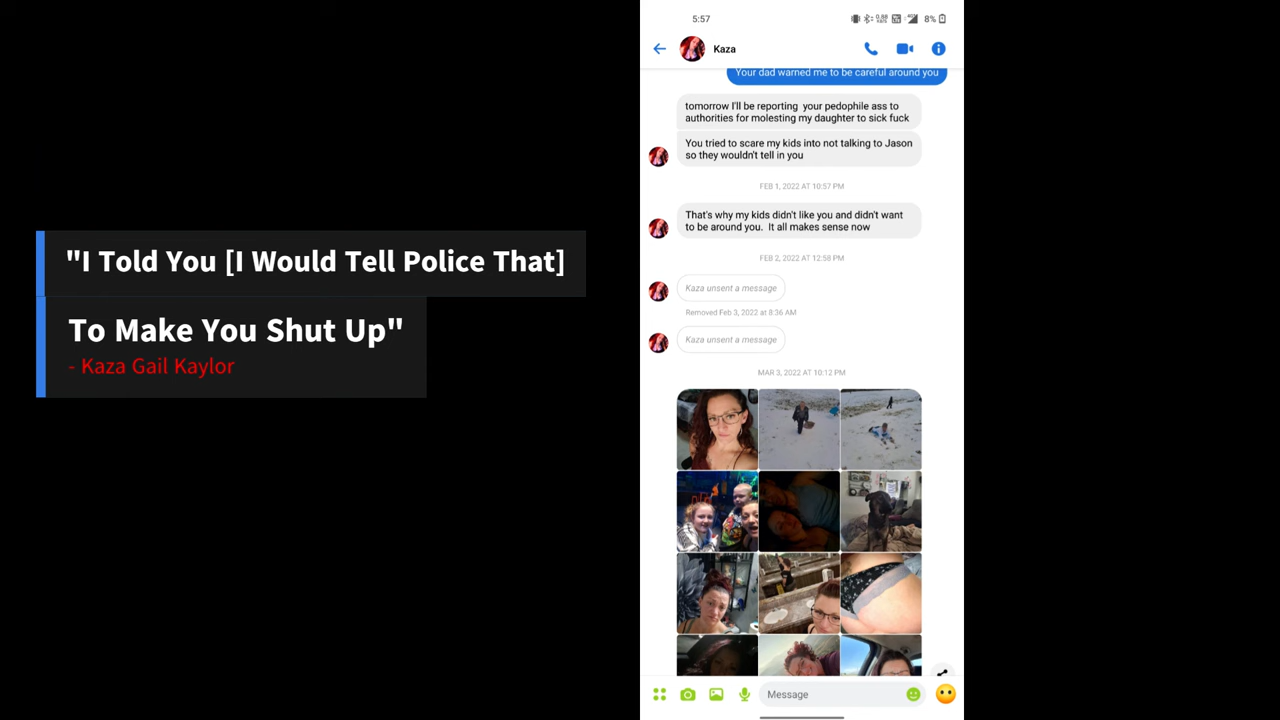 "I Told You [I Would Tell Police That]
To Make You Shut Up"
- Kaza Gail Kaylor
5:57
8%
Kaza
Your dad warned me to be careful around you
tomorrow I'll be reporting your pedophile ass to
authorities for molesting my daughter to sick fuck
You tried to scare my kids into not talking to Jason
so they wouldn't tell in you
FEB 1, 2022 AT 10:57 PM
That's why my kids didn't like you and didn't want
to be around you. It all makes sense now
FEB 2, 2022 AT 12:58 PM
Kaza unsent a message
Removed Feb 3, 2022 at 8:36 AM
Kaza unsent a message
MAR 3, 2022 AT 10:12 PM
Message